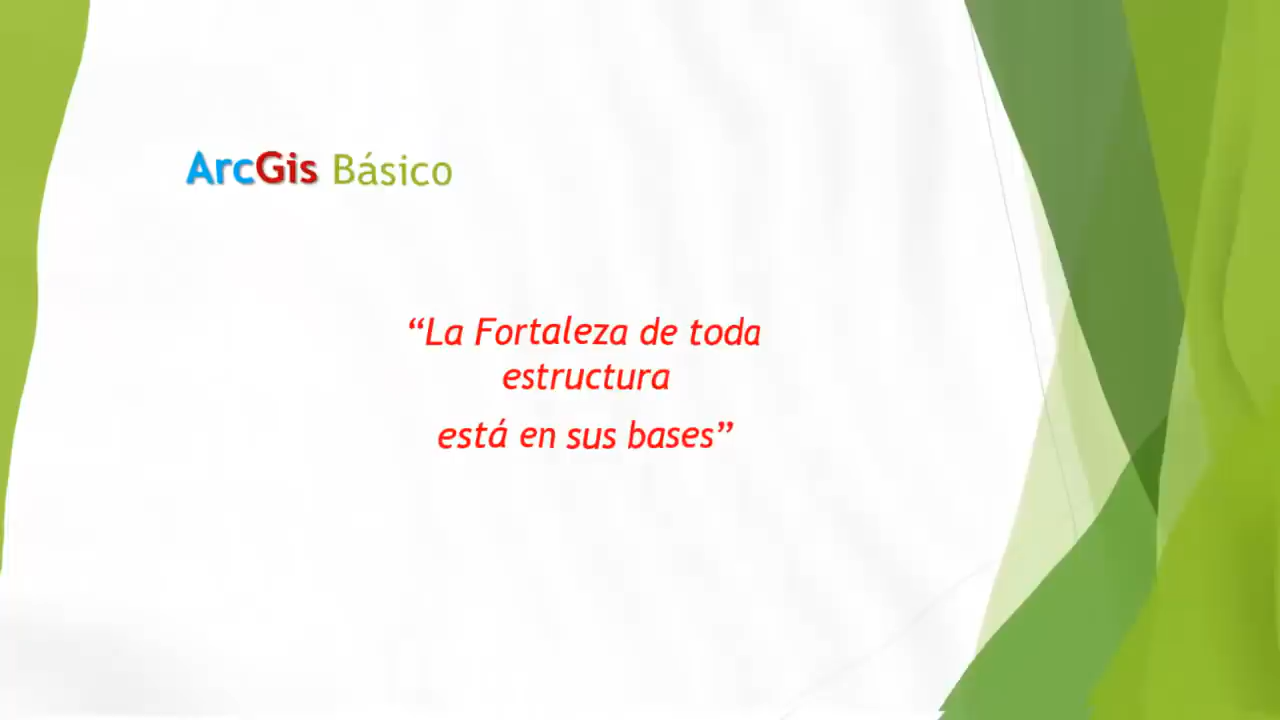 ArcGis Básico
“La Fortaleza de toda
estructura
está en sus bases”